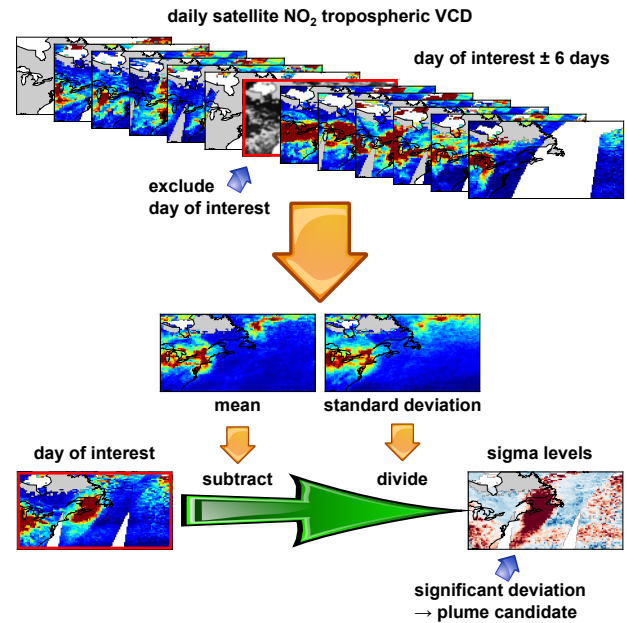 daily satellite NO₂ tropospheric VCD
day of interest ± 6 days
exclude
day of interest
mean
standard deviation
day of interest
subtract
divide
sigma levels
significant deviation
→ plume candidate